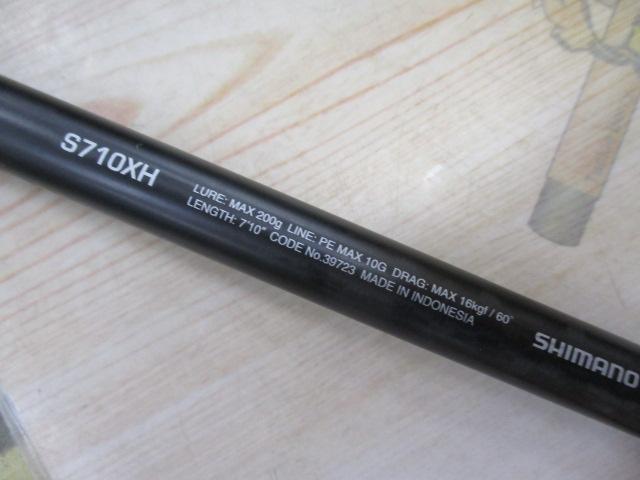 S710XH
LURE: MAX 200g LINE: PE MAX 10G DRAG: MAX 16kgf / 60°
LENGTH: 7'10" CODE No.39723 MADE IN INDONESIA
SHIMANO